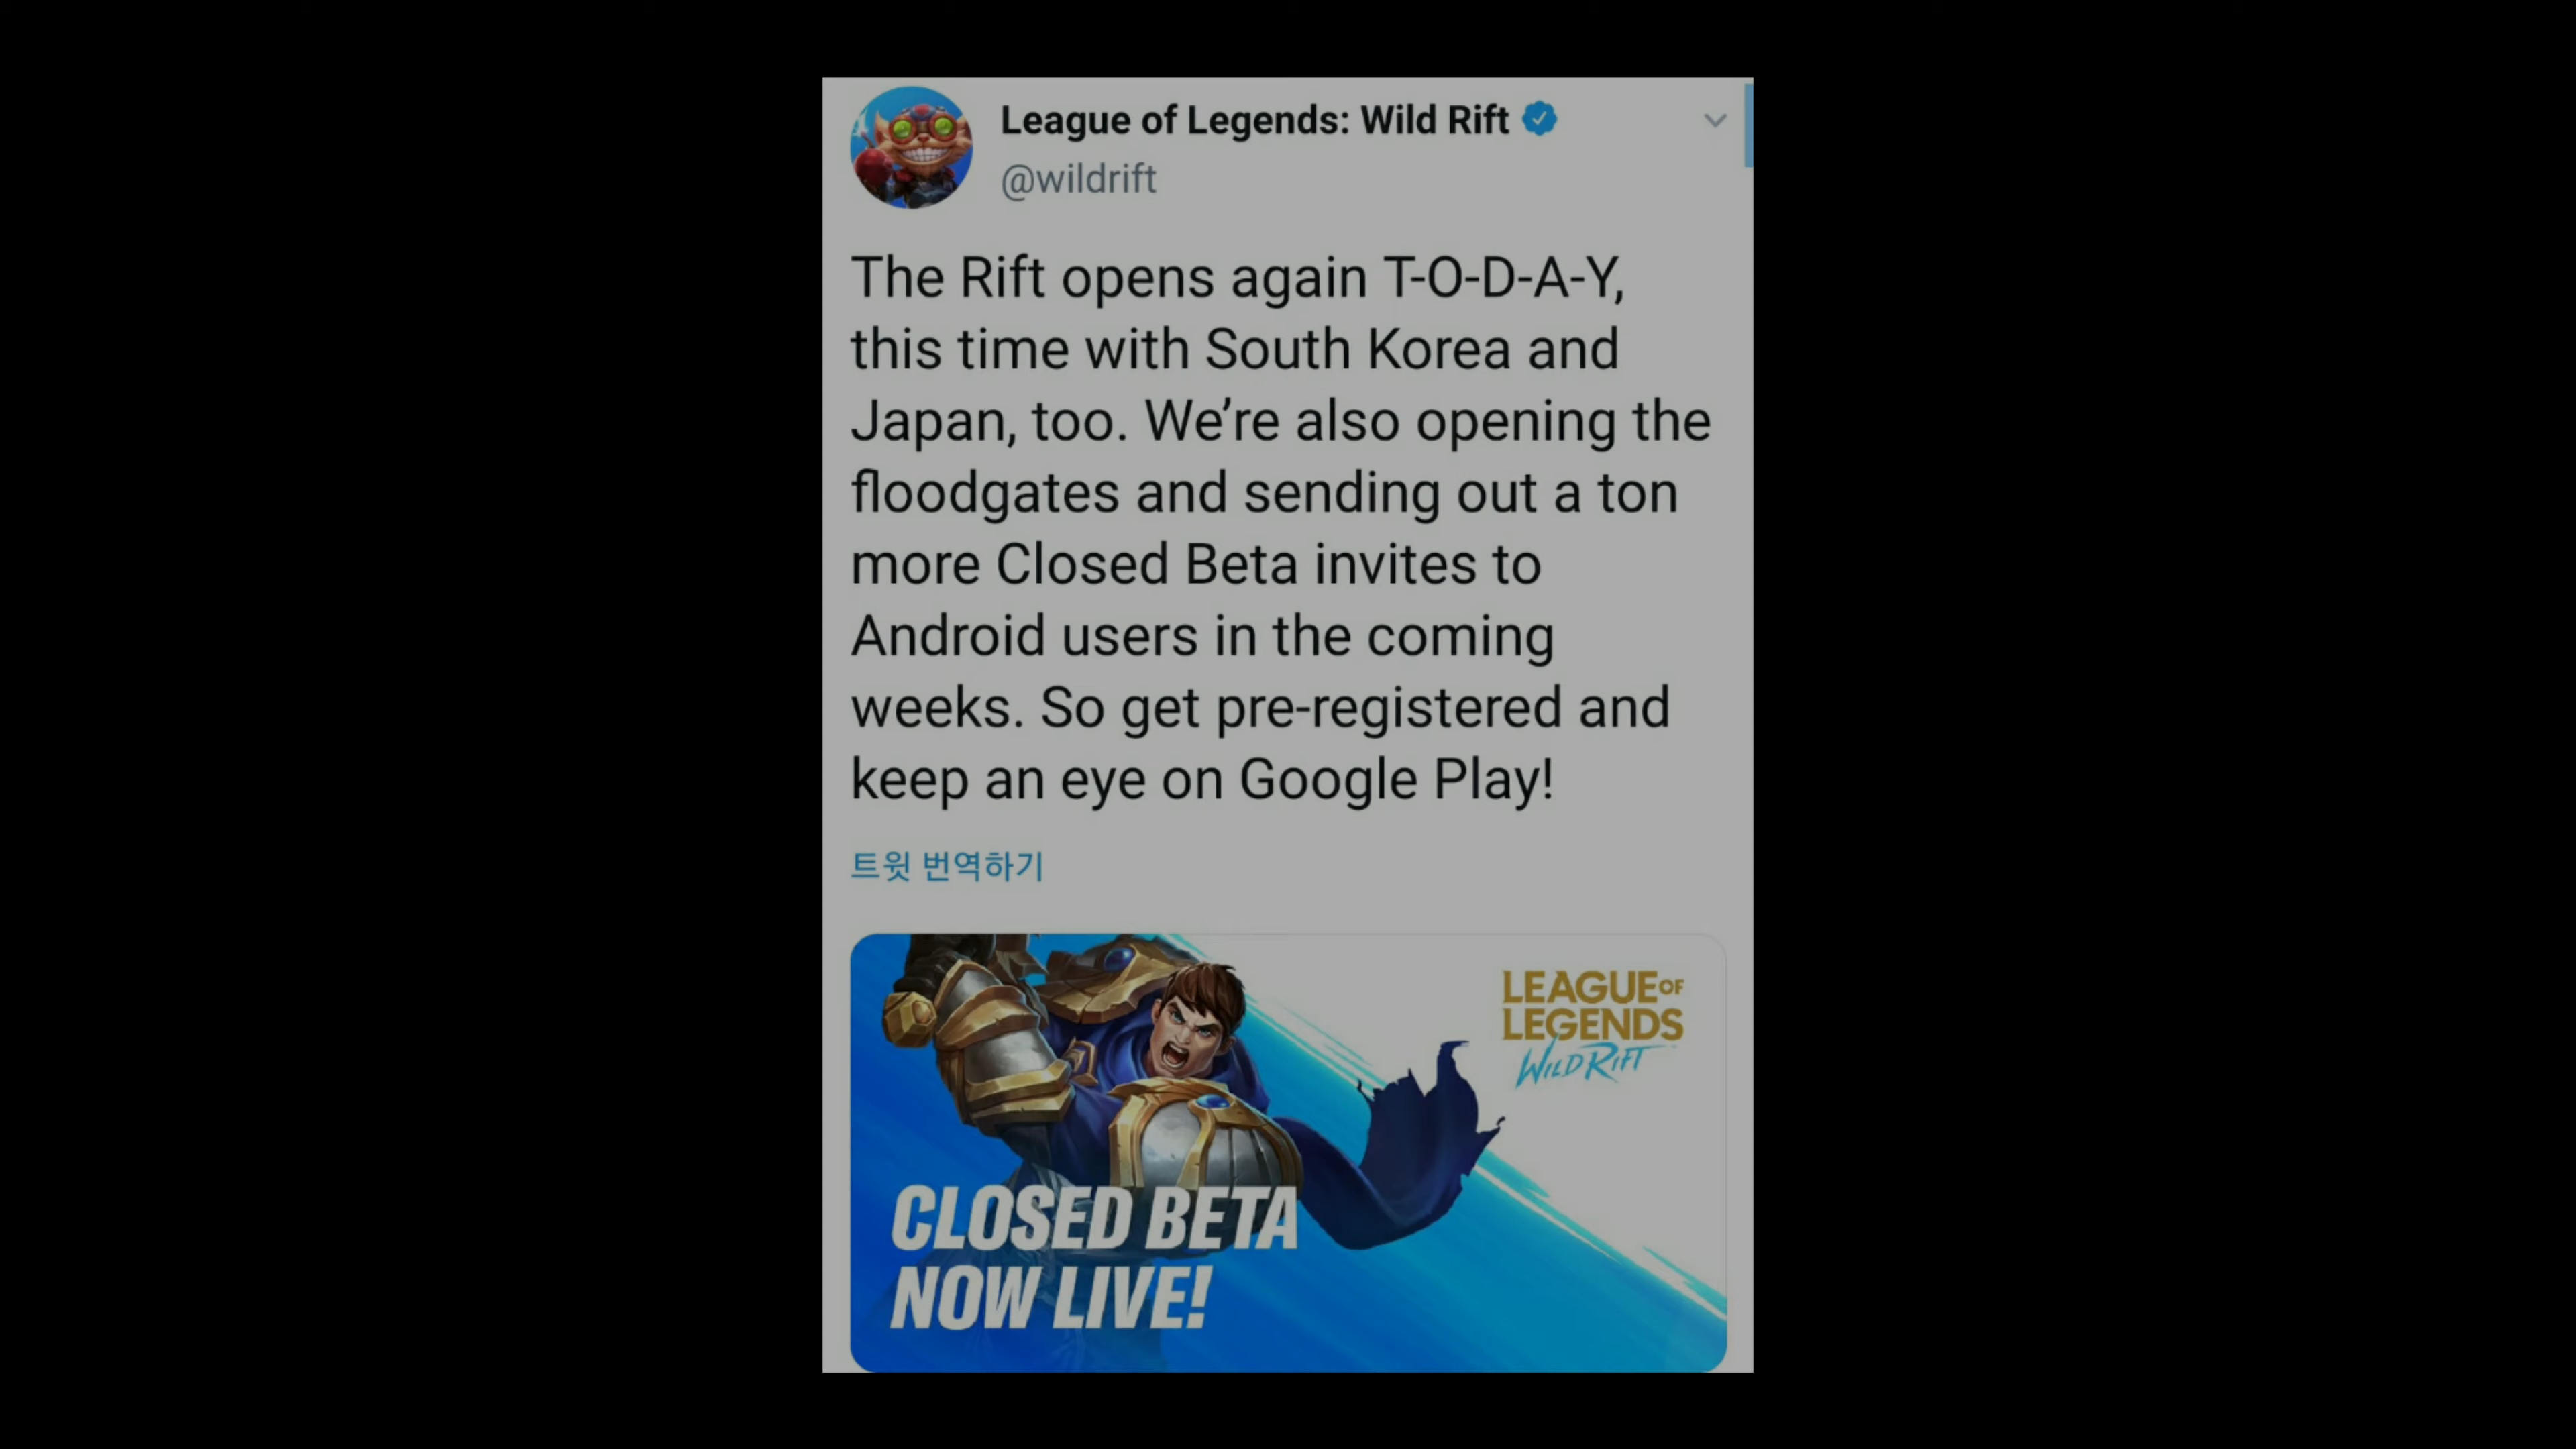 League of Legends: Wild Rift
@wildrift
The Rift opens again T-O-D-A-Y,
this time with South Korea and
Japan, too. We’re also opening the
floodgates and sending out a ton
more Closed Beta invites to
Android users in the coming
weeks. So get pre-registered and
keep an eye on Google Play!
트윗 번역하기
LEAGUE OF
LEGENDS
WILD RIFT
CLOSED BETA
NOW LIVE!